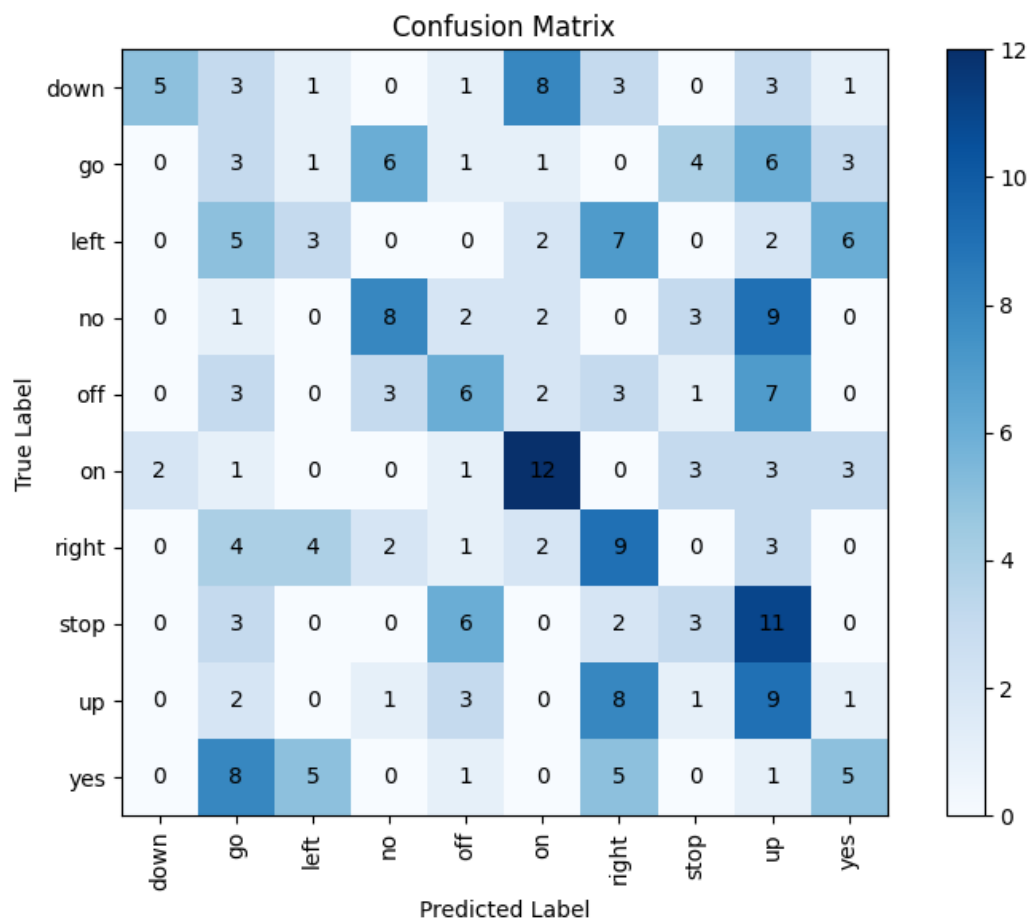 Confusion Matrix
down 5 3 1 0 1 8 3 0 3 1
go 0 3 1 6 1 1 0 4 6 3
left 0 5 3 0 0 2 7 0 2 6
no 0 1 0 8 2 2 0 3 9 0
off 0 3 0 3 6 2 3 1 7 0
on 2 1 0 0 1 12 0 3 3 3
right 0 4 4 2 1 2 9 0 3 0
stop 0 3 0 0 6 0 2 3 11 0
up 0 2 0 1 3 0 8 1 9 1
yes 0 8 5 0 1 0 5 0 1 5
down go left no off on right stop up yes
Predicted Label
True Label
12
10
8
6
4
2
0